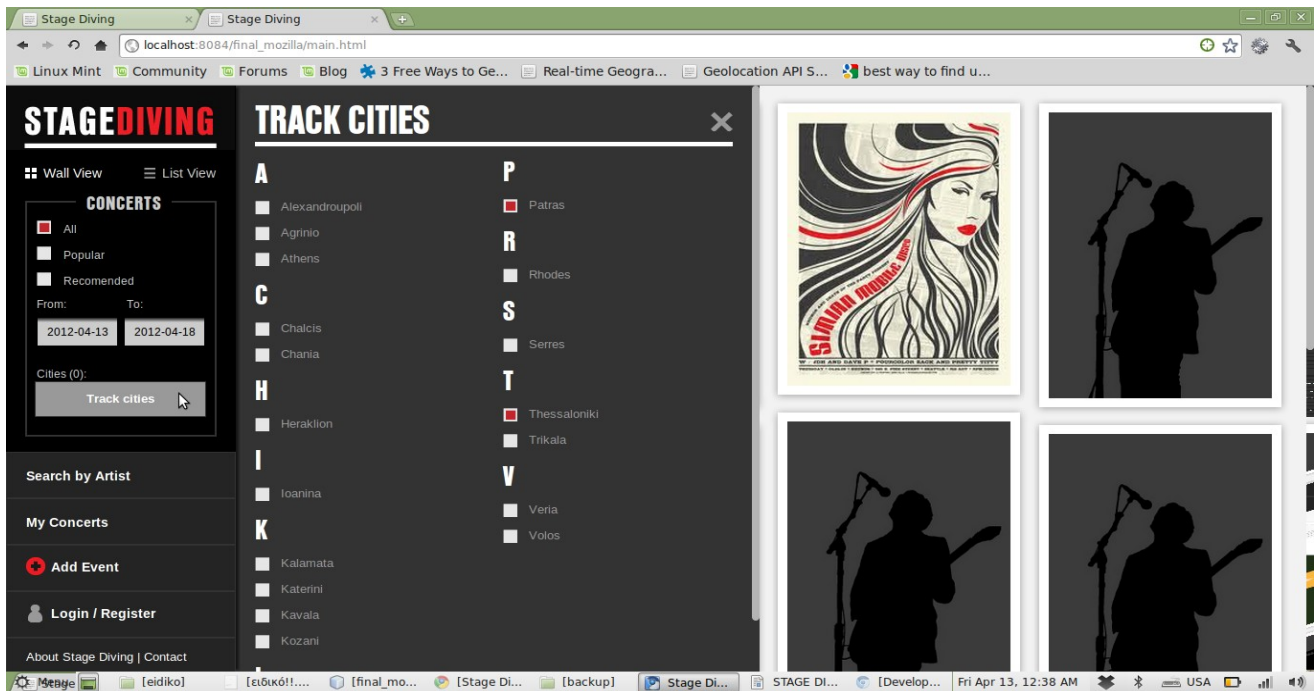 Stage Diving
Stage Diving
localhost:8084/final_mozilla/main.html
Linux Mint Community Forums Blog 3 Free Ways to Ge... Real-time Geogra... Geolocation API S... best way to find u...
STAGEDIVING
Wall View List View
CONCERTS
All
Popular
Recomended
From: To:
2012-04-13 2012-04-18
Cities (0):
Track cities
Search by Artist
My Concerts
Add Event
Login / Register
About Stage Diving | Contact
TRACK CITIES
A
Alexandroupoli
Agrinio
Athens
C
Chalcis
Chania
H
Heraklion
I
Ioanina
K
Kalamata
Katerini
Kavala
Kozani
P
Patras
R
Rhodes
S
Serres
T
Thessaloniki
Trikala
V
Veria
Volos
SIMIAN MOBILE DISCO
Menu [eidiko] [ειδικό!!.... [final_mo... [Stage Di... [backup] Stage Di... STAGE DI... [Develop... Fri Apr 13, 12:38 AM USA